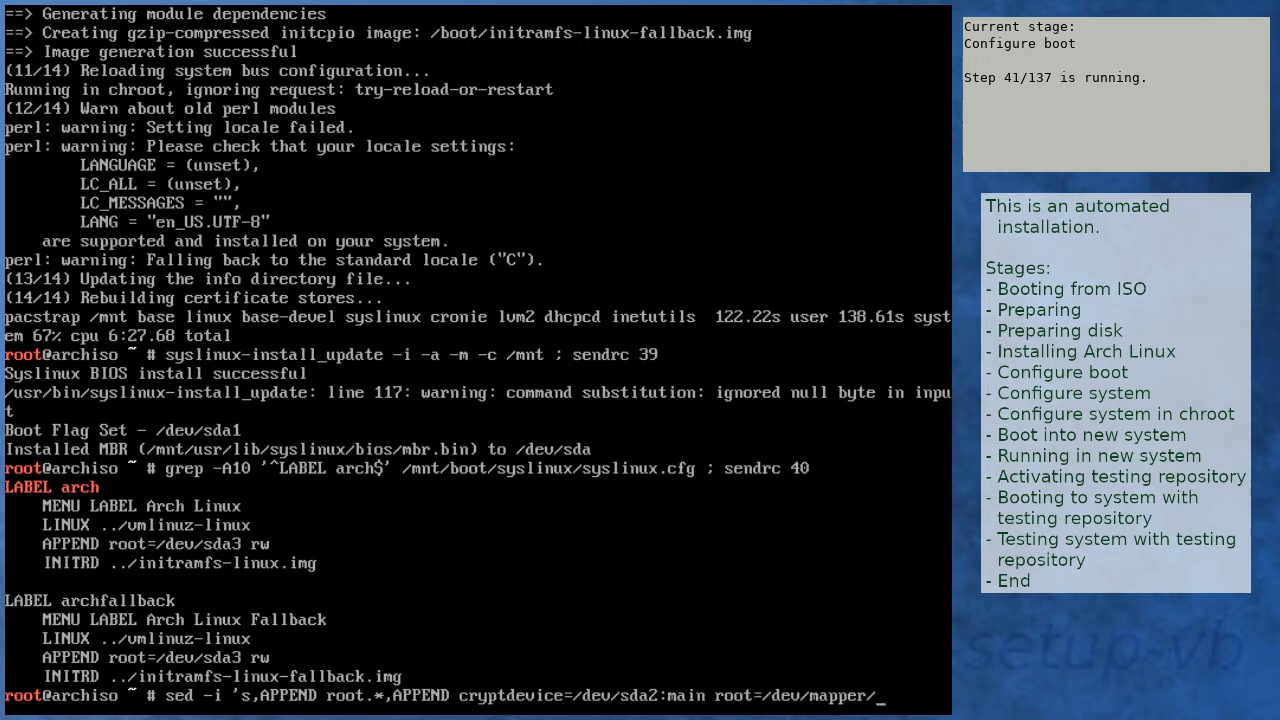 ==> Generating module dependencies
==> Creating gzip-compressed initcpio image: /boot/initramfs-linux-fallback.img
==> Image generation successful
(11/14) Reloading system bus configuration...
Running in chroot, ignoring request: try-reload-or-restart
(12/14) Warn about old perl modules
perl: warning: Setting locale failed.
perl: warning: Please check that your locale settings:
        LANGUAGE = (unset),
        LC_ALL = (unset),
        LC_MESSAGES = "",
        LANG = "en_US.UTF-8"
    are supported and installed on your system.
perl: warning: Falling back to the standard locale ("C").
(13/14) Updating the info directory file...
(14/14) Rebuilding certificate stores...
pacstrap /mnt base linux base-devel syslinux cronie lvm2 dhcpcd inetutils  122.22s user 138.61s syst
em 67% cpu 6:27.68 total
root@archiso ~ # syslinux-install_update -i -a -m -c /mnt ; sendrc 39
Syslinux BIOS install successful
/usr/bin/syslinux-install_update: line 117: warning: command substitution: ignored null byte in inpu
t
Boot Flag Set - /dev/sda1
Installed MBR (/mnt/usr/lib/syslinux/bios/mbr.bin) to /dev/sda
root@archiso ~ # grep -A10 '^LABEL arch$' /mnt/boot/syslinux/syslinux.cfg ; sendrc 40
LABEL arch
    MENU LABEL Arch Linux
    LINUX ../vmlinuz-linux
    APPEND root=/dev/sda3 rw
    INITRD ../initramfs-linux.img

LABEL archfallback
    MENU LABEL Arch Linux Fallback
    LINUX ../vmlinuz-linux
    APPEND root=/dev/sda3 rw
    INITRD ../initramfs-linux-fallback.img
root@archiso ~ # sed -i 's,APPEND root.*,APPEND cryptdevice=/dev/sda2:main root=/dev/mapper/_
Current stage:
Configure boot

Step 41/137 is running.
This is an automated
installation.

Stages:
- Booting from ISO
- Preparing
- Preparing disk
- Installing Arch Linux
- Configure boot
- Configure system
- Configure system in chroot
- Boot into new system
- Running in new system
- Activating testing repository
- Booting to system with
testing repository
- Testing system with testing
repository
- End
setup-vb